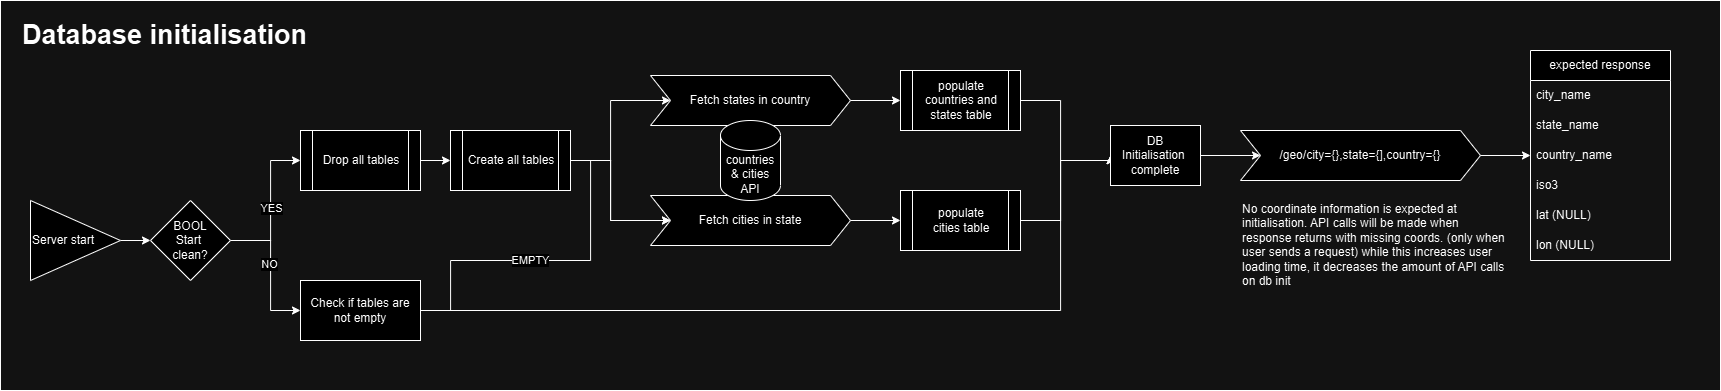 Database initialisation
Server start
BOOL
Start
clean?
YES
NO
Drop all tables
Create all tables
Check if tables are
not empty
EMPTY
Fetch states in country
countries
& cities
API
Fetch cities in state
populate
countries and
states table
populate
cities table
DB
Initialisation
complete
/geo/city={},state={},country={}
No coordinate information is expected at
initialisation. API calls will be made when
response returns with missing coords. (only when
user sends a request) while this increases user
loading time, it decreases the amount of API calls
on db init
expected response
city_name
state_name
country_name
iso3
lat (NULL)
lon (NULL)